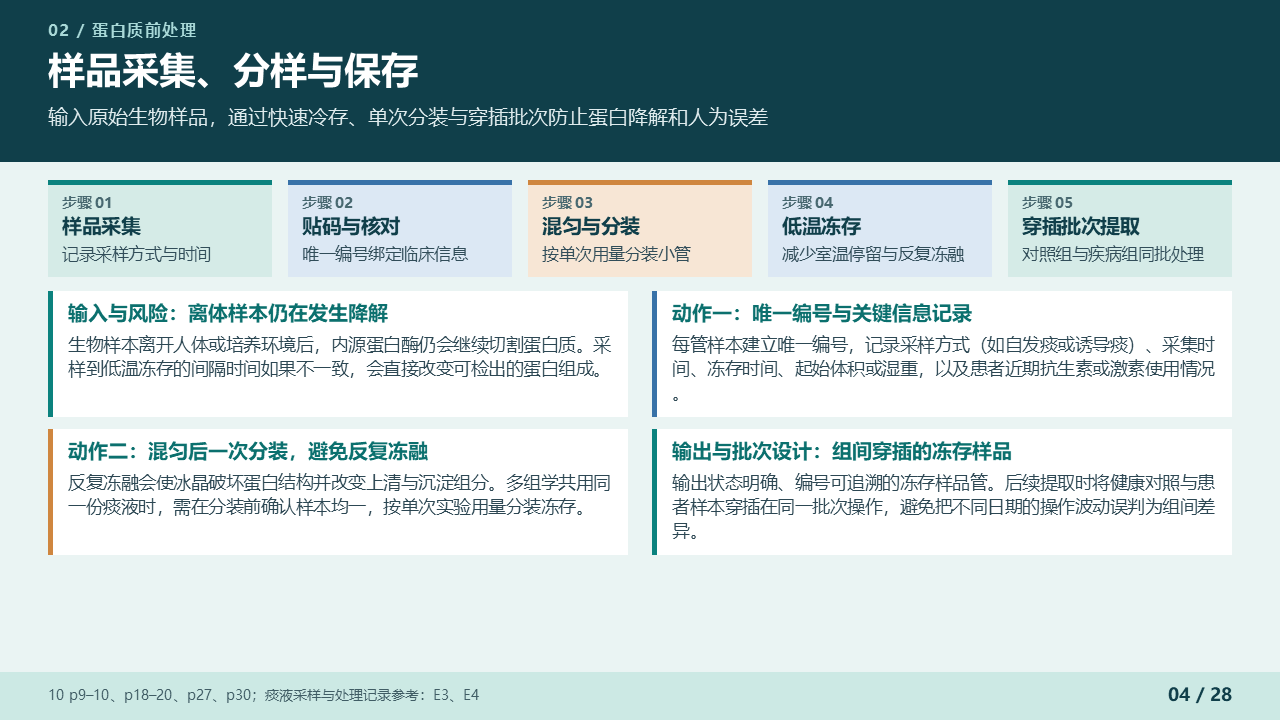 02 / 蛋白质前处理
样品采集、分样与保存
输入原始生物样品，通过快速冷存、单次分装与穿插批次防止蛋白降解和人为误差
步骤 01
样品采集
记录采样方式与时间
步骤 02
贴码与核对
唯一编号绑定临床信息
步骤 03
混匀与分装
按单次用量分装小管
步骤 04
低温冻存
减少室温停留与反复冻融
步骤 05
穿插批次提取
对照组与疾病组同批处理
输入与风险：离体样本仍在发生降解
生物样本离开人体或培养环境后，内源蛋白酶仍会继续切割蛋白质。采
样到低温冻存的间隔时间如果不一致，会直接改变可检出的蛋白组成。
动作一：唯一编号与关键信息记录
每管样本建立唯一编号，记录采样方式（如自发痰或诱导痰）、采集时
间、冻存时间、起始体积或湿重，以及患者近期抗生素或激素使用情况
。
动作二：混匀后一次分装，避免反复冻融
反复冻融会使冰晶破坏蛋白结构并改变上清与沉淀组分。多组学共用同
一份痰液时，需在分装前确认样本均一，按单次实验用量分装冻存。
输出与批次设计：组间穿插的冻存样品
输出状态明确、编号可追溯的冻存样品管。后续提取时将健康对照与患
者样本穿插在同一批次操作，避免把不同日期的操作波动误判为组间差
异。
10 p9–10、p18–20、p27、p30；痰液采样与处理记录参考：E3、E4
04 / 28